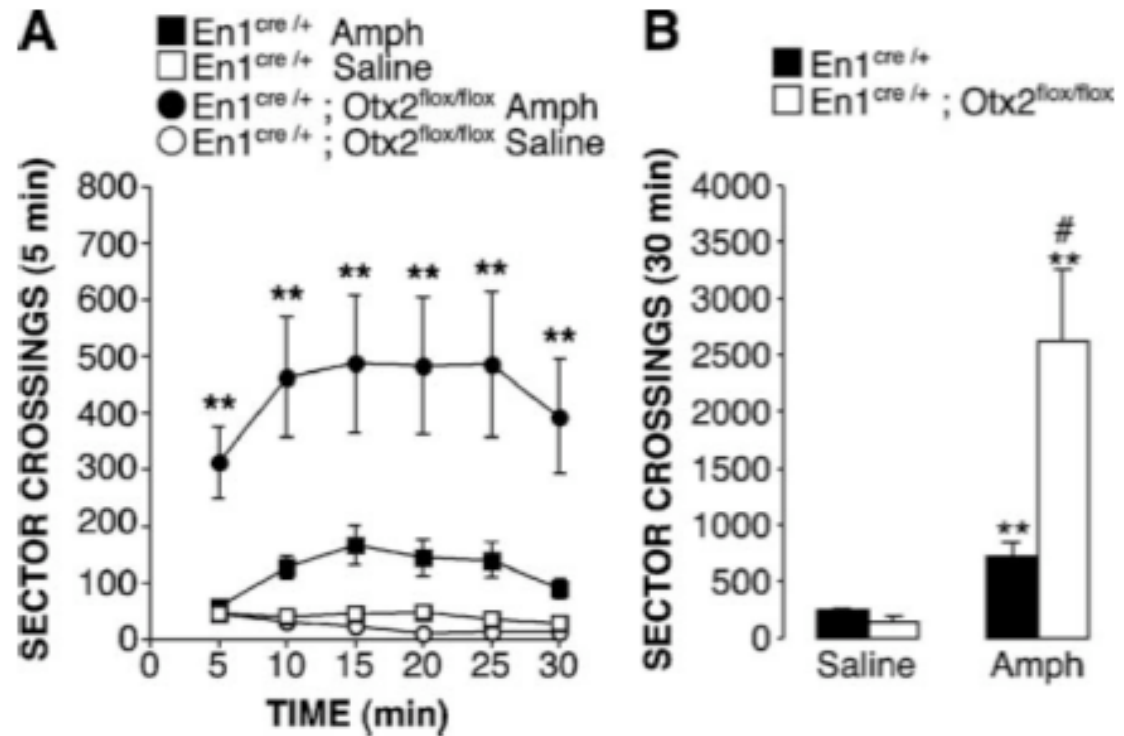 A
En1cre /+ Amph
En1cre /+ Saline
En1cre /+ ; Otx2flox/flox Amph
En1cre /+ ; Otx2flox/flox Saline
SECTOR CROSSINGS (5 min)
800
700
600
500
400
300
200
100
0
**
**
**
**
**
**
0 5 10 15 20 25 30
TIME (min)
B
En1cre /+
En1cre /+ ; Otx2flox/flox
SECTOR CROSSINGS (30 min)
4000
3500
3000
2500
2000
1500
1000
500
0
#
**
**
Saline Amph